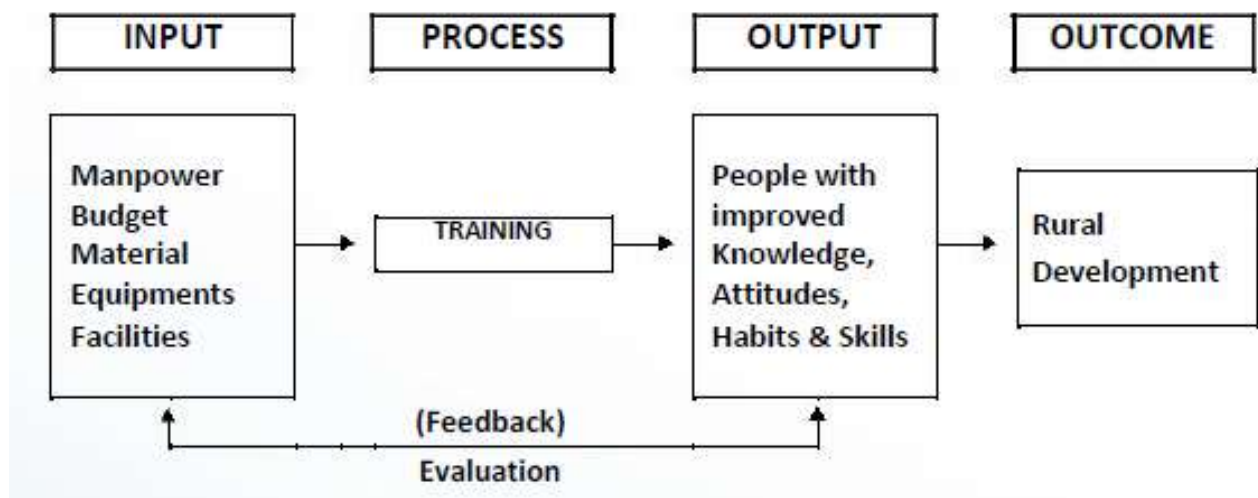 INPUT
PROCESS
OUTPUT
OUTCOME
Manpower
Budget
Material
Equipments
Facilities
TRAINING
People with
improved
Knowledge,
Attitudes,
Habits & Skills
Rural
Development
(Feedback)
Evaluation